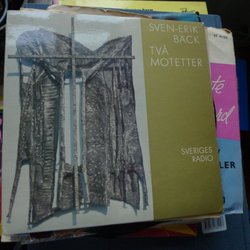 SVEN-ERIK
BÄCK
TVÅ
MOTETTER
SVERIGES
RADIO